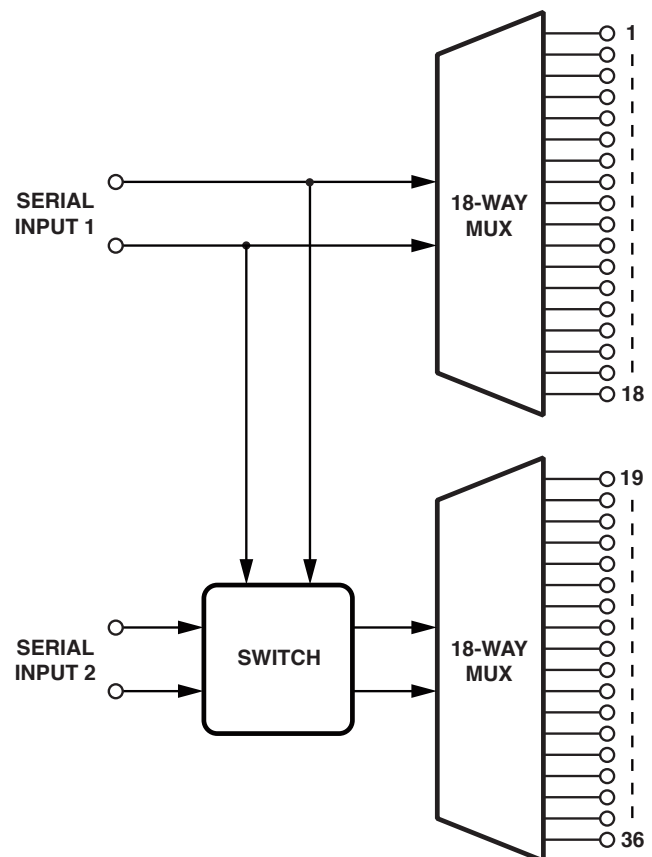 1
SERIAL
INPUT 1
18-WAY
MUX
18
19
SERIAL
INPUT 2
SWITCH
18-WAY
MUX
36